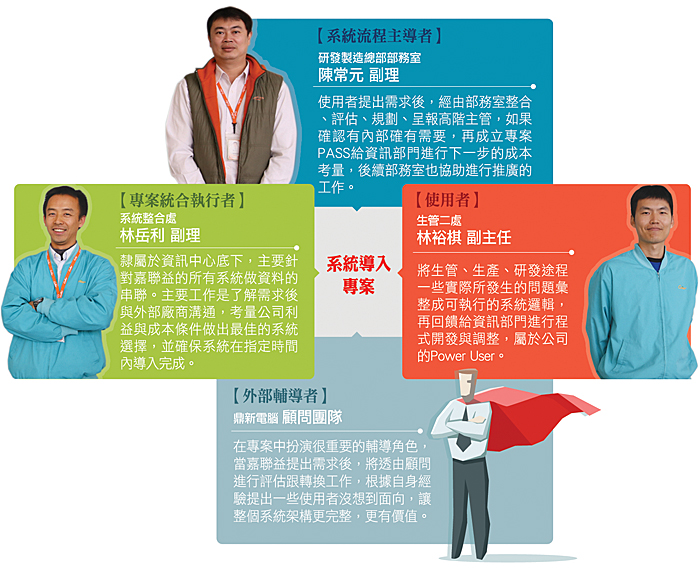 【系統流程主導者】
研發製造總部部務室
陳常元 副理
使用者提出需求後，經由部務室整合
、評估、規劃、呈報高階主管，如果
確認有內部確有需要，再成立專案
PASS給資訊部門進行下一步的成本
考量，後續部務室也協助進行推廣的
工作。
【專案統合執行者】
系統整合處
林岳利 副理
隸屬於資訊中心底下，主要針
對嘉聯益的所有系統做資料的
串聯。主要工作是了解需求後
與外部廠商溝通，考量公司利
益與成本條件做出最佳的系統
選擇，並確保系統在指定時間
內導入完成。
系統導入
專案
【使用者】
生管二處
林裕祺 副主任
將生管、生產、研發途程
一些實際所發生的問題彙
整成可執行的系統邏輯，
再回饋給資訊部門進行程
式開發與調整，屬於公司
的Power User。
【外部輔導者】
鼎新電腦 顧問團隊
在專案中扮演很重要的輔導角色，
當嘉聯益提出需求後，將透由顧問
進行評估跟轉換工作，根據自身經
驗提出一些使用者沒想到面向，讓
整個系統架構更完整，更有價值。